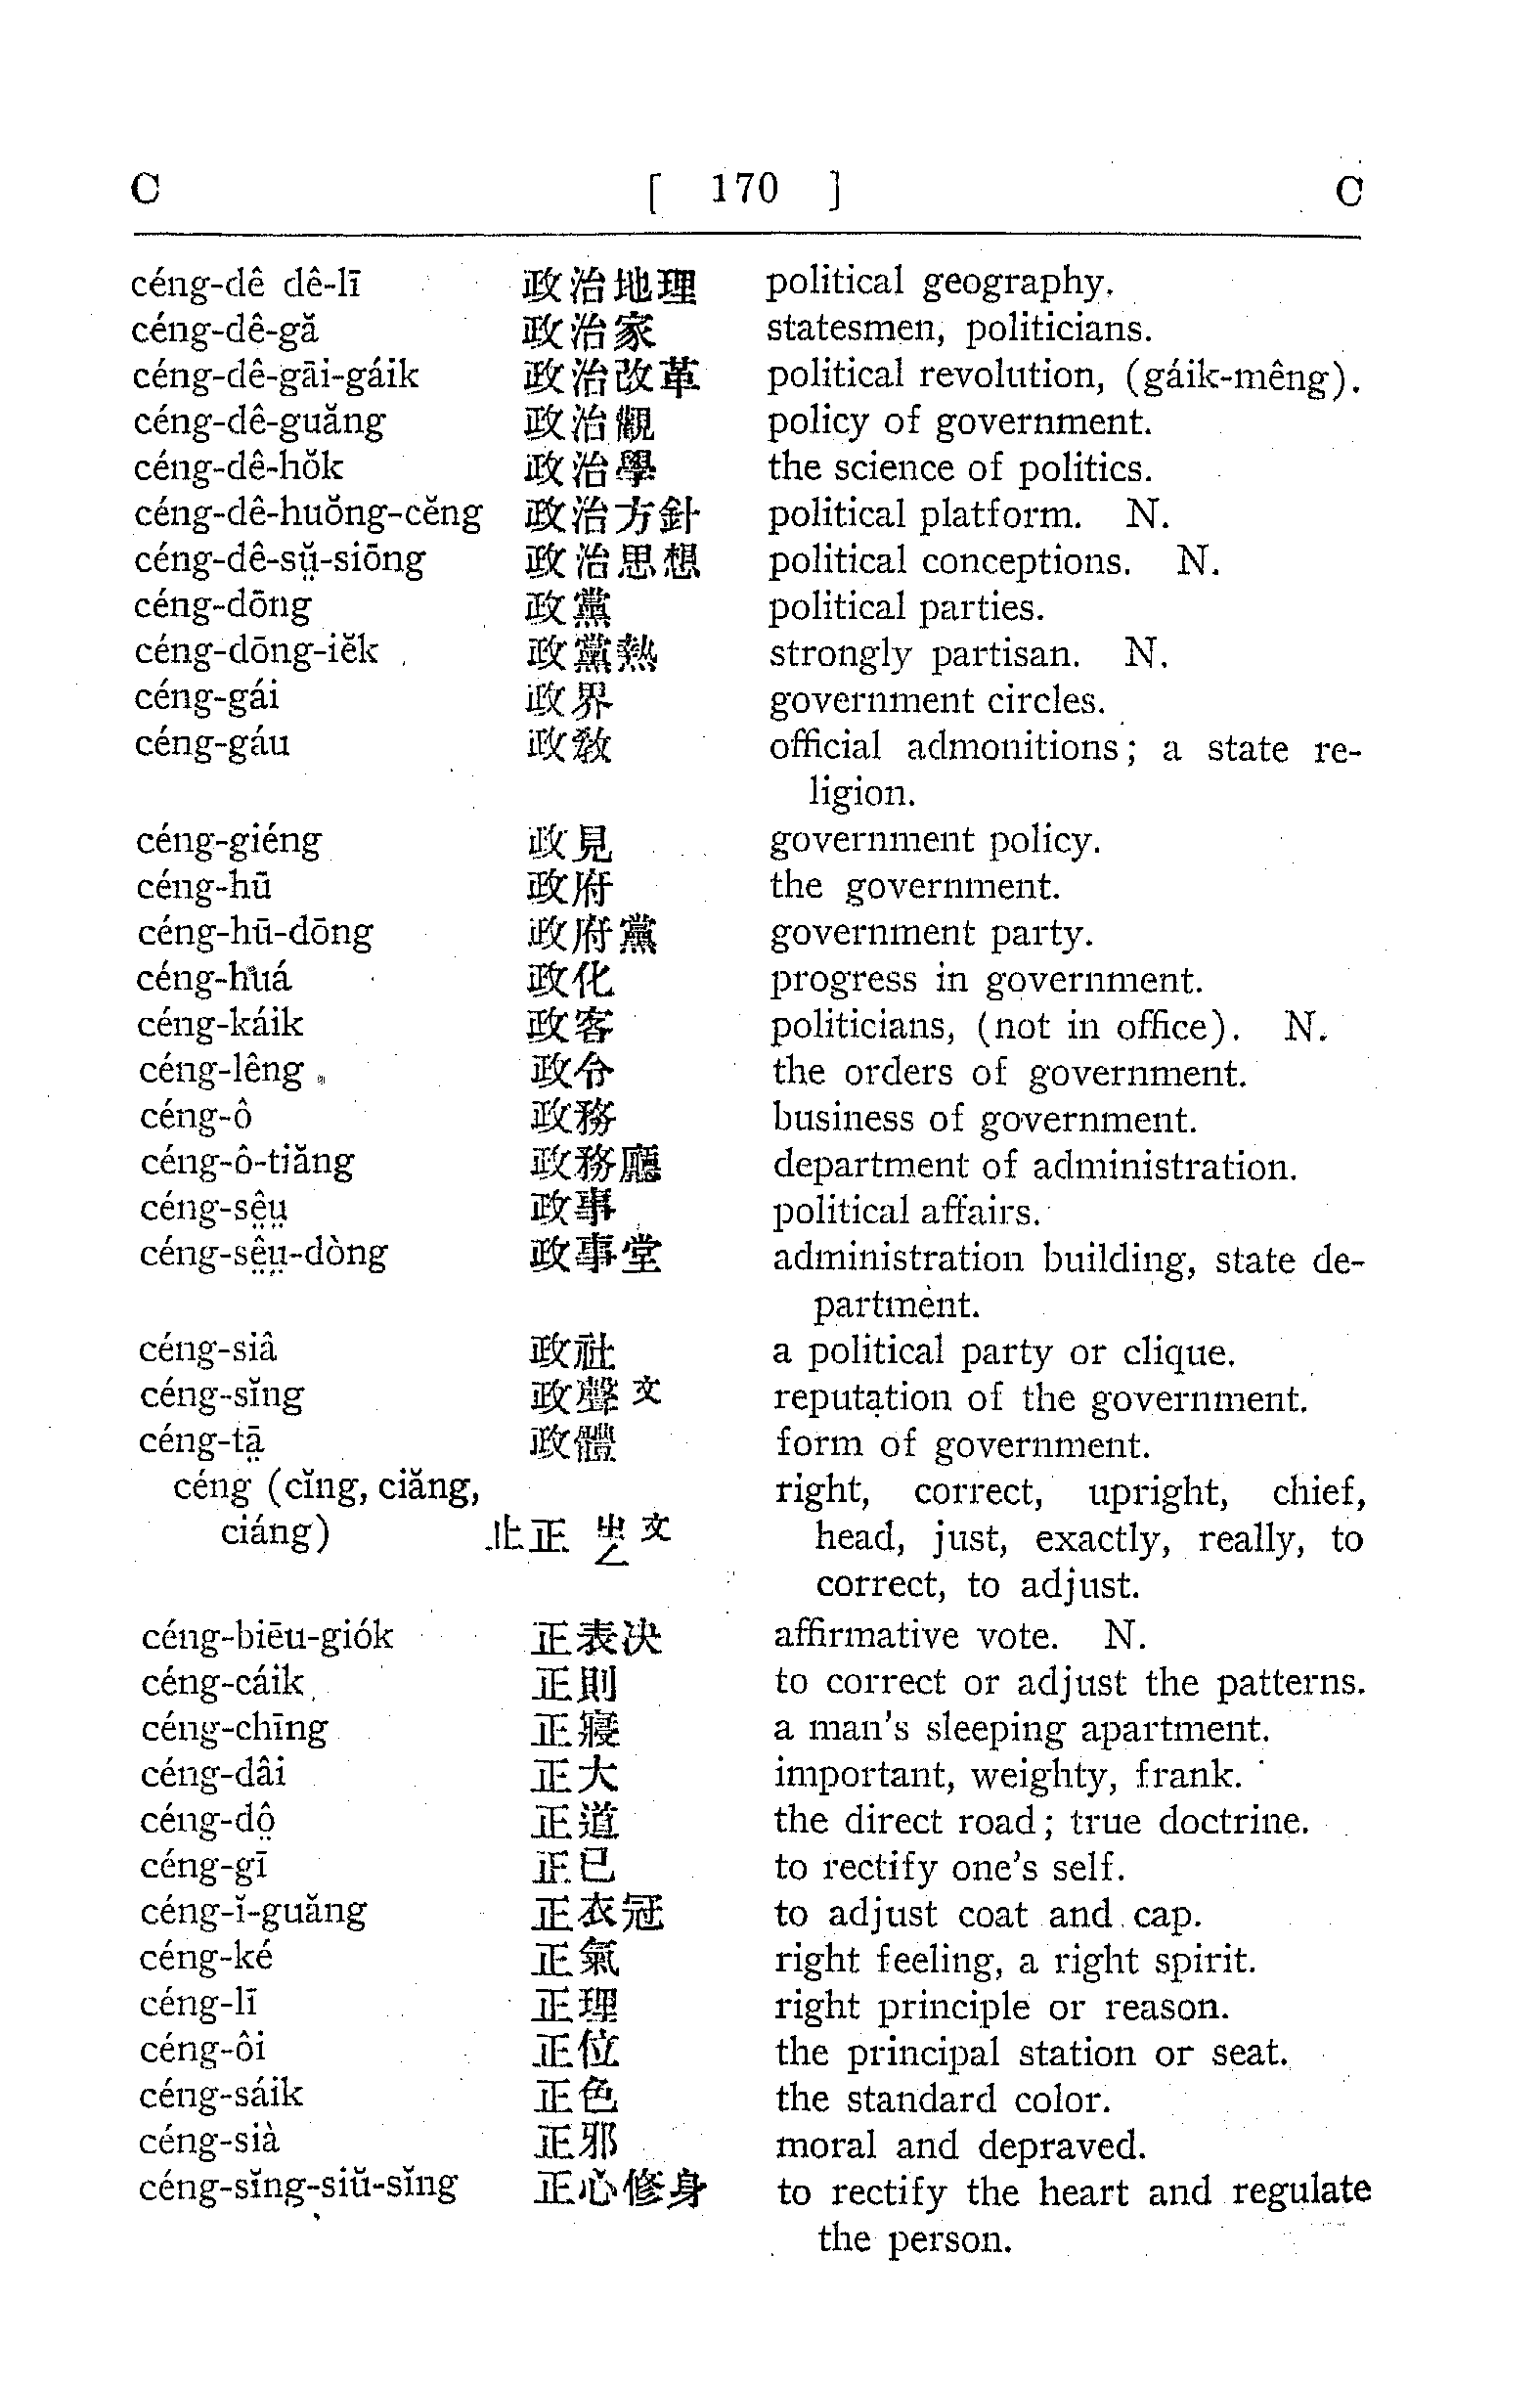 C [ 170 ] C
céng-dê dê-lī 政治地理 political geography.
céng-dê-gă 政治家 statesmen, politicians.
céng-dê-gāi-gáik 政治改革 political revolution, (gáik-mêng).
céng-dê-guăng 政治觀 policy of government.
céng-dê-hŏk 政治學 the science of politics.
céng-dê-huŏng-cĕng 政治方針 political platform. N.
céng-dê-sṳ̆-siōng 政治思想 political conceptions. N.
céng-dōng 政黨 political parties.
céng-dōng-iĕk 政黨熱 strongly partisan. N.
céng-gái 政界 government circles.
céng-gáu 政敎 official admonitions; a state re-
ligion.
céng-giéng 政見 government policy.
céng-hū 政府 the government.
céng-hū-dōng 政府黨 government party.
céng-huá 政化 progress in government.
céng-káik 政客 politicians, (not in office). N.
céng-lêng 政令 the orders of government.
céng-ô 政務 business of government.
céng-ô-tiăng 政務廳 department of administration.
céng-sê̤ṳ 政事 political affairs.
céng-sê̤ṳ-dòng 政事堂 administration building, state de-
partment.
céng-siâ 政社 a political party or clique.
céng-sĭng 政聲文 reputation of the government.
céng-tā̤ 政體 form of government.
céng (cĭng, ciăng, right, correct, upright, chief,
ciáng) 止正 ㄓㄥ 文 head, just, exactly, really, to
correct, to adjust.
céng-biēu-giók 正表決 affirmative vote. N.
céng-cáik 正則 to correct or adjust the patterns.
céng-chīng 正寢 a man's sleeping apartment.
céng-dâi 正大 important, weighty, frank.
céng-dô̤ 正道 the direct road; true doctrine.
céng-gī 正已 to rectify one's self.
céng-ĭ-guăng 正衣冠 to adjust coat and cap.
céng-ké 正氣 right feeling, a right spirit.
céng-lī 正理 right principle or reason.
céng-ôi 正位 the principal station or seat.
céng-sáik 正色 the standard color.
céng-sià 正邪 moral and depraved.
céng-sĭng-siŭ-sĭng 正心修身 to rectify the heart and regulate
the person.